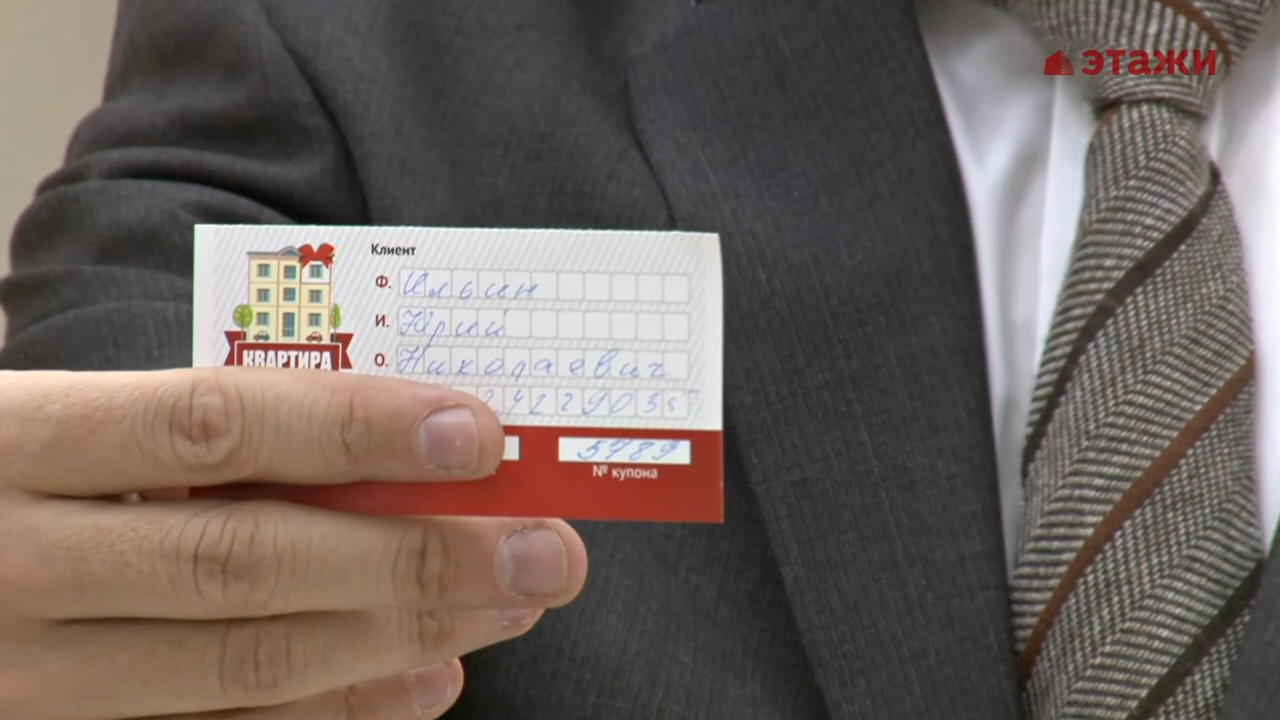 этажи
Клиент
Ф. Ильин
И. Юрий
О. Николаевич
КВАРТИРА
5789
№ купона